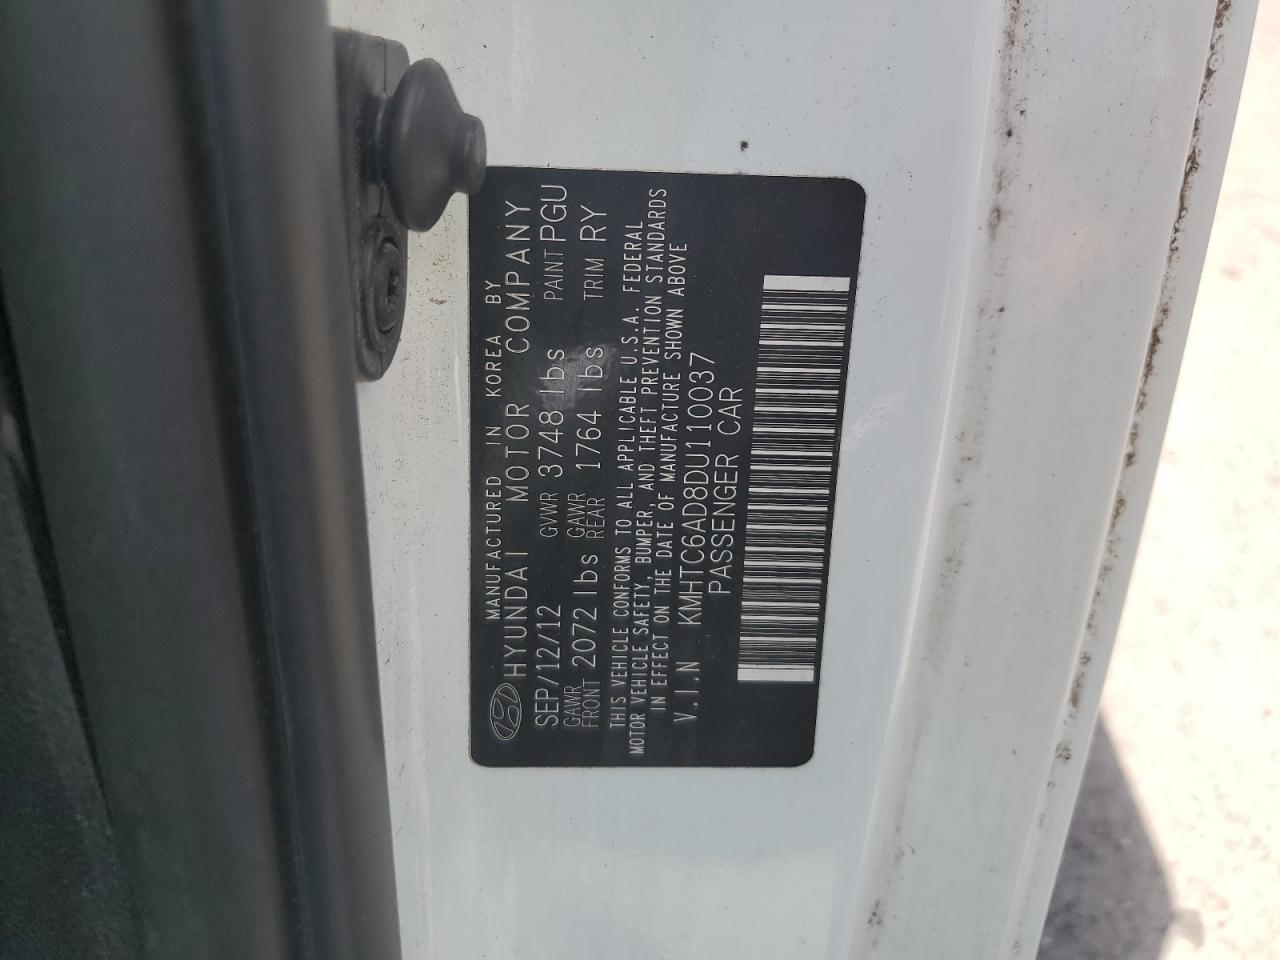 MANUFACTURED IN KOREA BY
HYUNDAI MOTOR COMPANY
SEP/12/12 GVWR 3748 lbs PAINT PGU
GAWR FRONT 2072 lbs GAWR REAR 1764 lbs TRIM RY
THIS VEHICLE CONFORMS TO ALL APPLICABLE U.S.A. FEDERAL
MOTOR VEHICLE SAFETY, BUMPER, AND THEFT PREVENTION STANDARDS
IN EFFECT ON THE DATE OF MANUFACTURE SHOWN ABOVE
V.I.N KMHTC6AD8DU110037
PASSENGER CAR